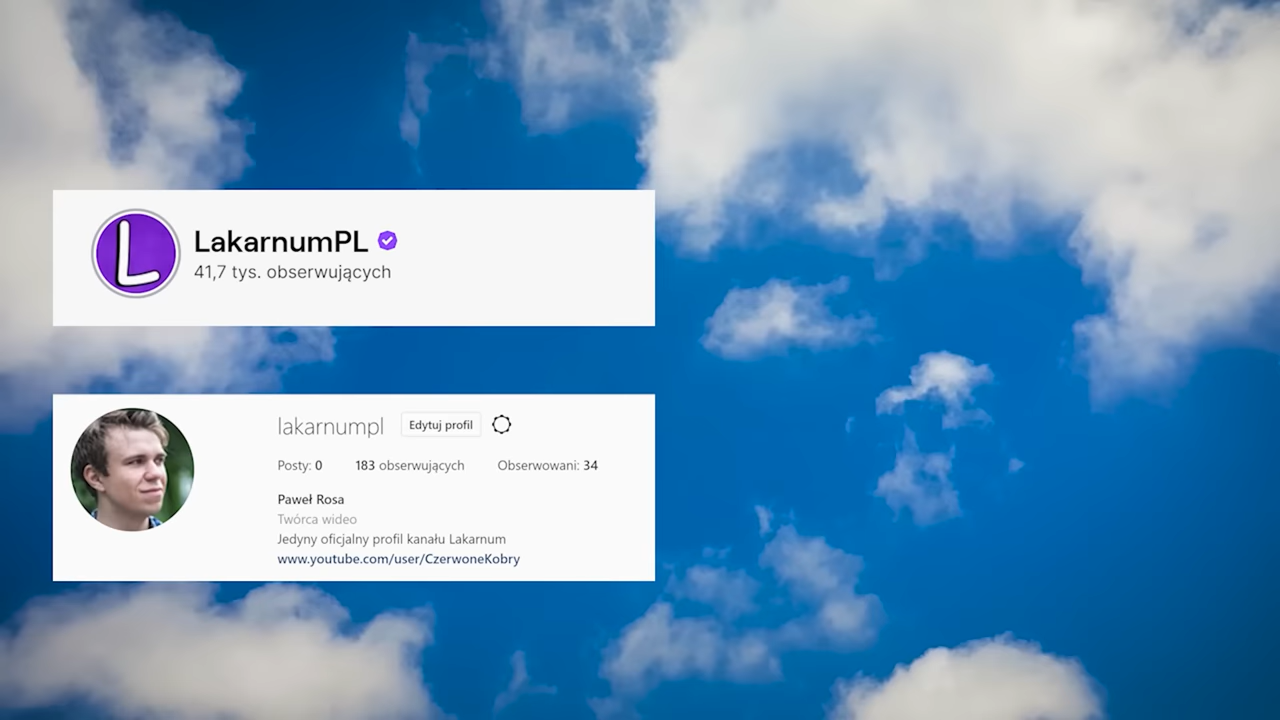 L
LakarnumPL
41,7 tys. obserwujących
lakarnumpl Edytuj profil
Posty: 0 183 obserwujących Obserwowani: 34
Paweł Rosa
Twórca wideo
Jedyny oficjalny profil kanału Lakarnum
www.youtube.com/user/CzerwoneKobry